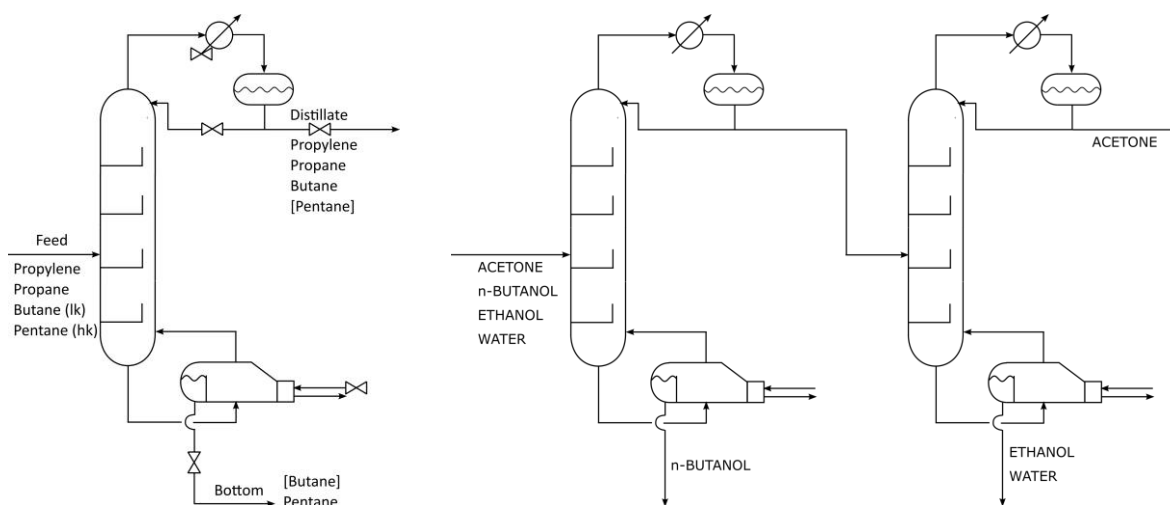 Distillate
Propylene
Propane
Butane
[Pentane]
Feed
Propylene
Propane
Butane (lk)
Pentane (hk)
Bottom
[Butane]
Pentane
ACETONE
n-BUTANOL
ETHANOL
WATER
n-BUTANOL
ACETONE
ETHANOL
WATER